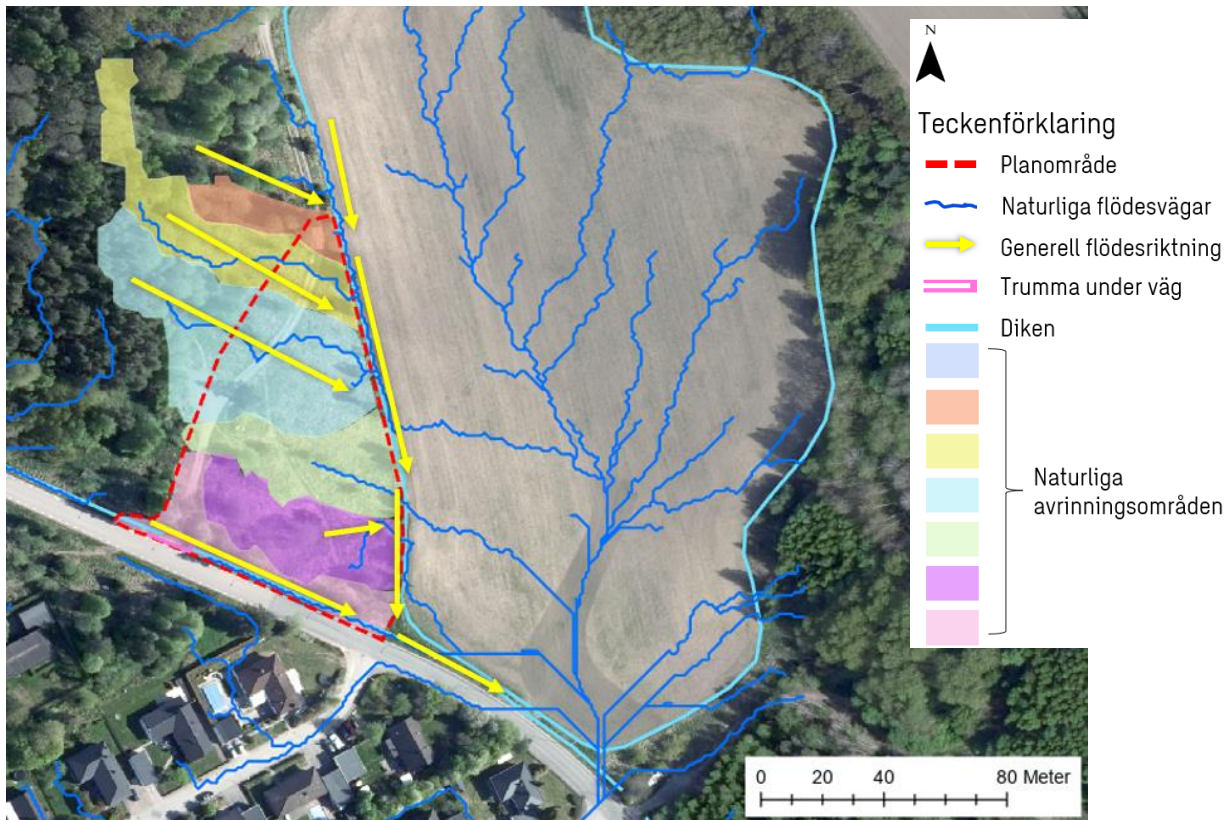 N
Teckenförklaring
Planområde
Naturliga flödesvägar
Generell flödesriktning
Trumma under väg
Diken
Naturliga
avrinningsområden
0 20 40 80 Meter